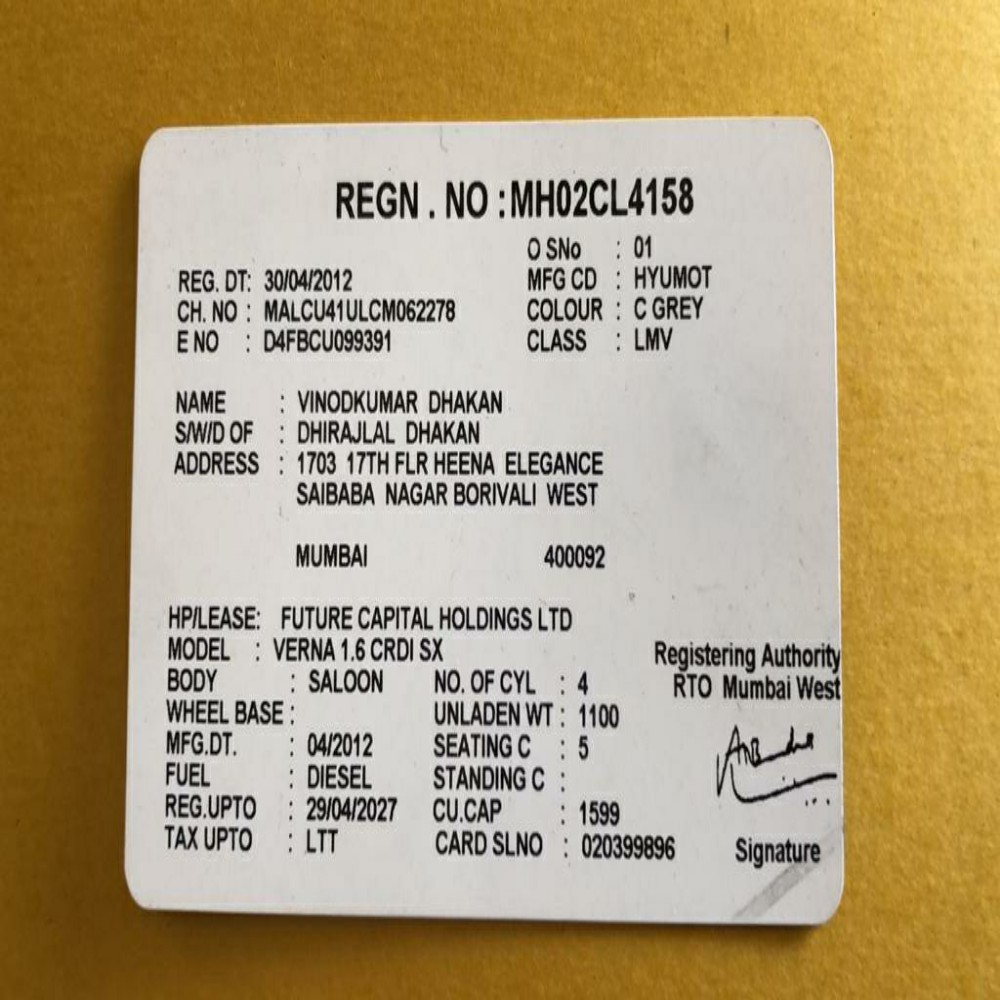 REGN . NO : MH02CL4158
O SNo : 01
REG. DT: 30/04/2012 MFG CD : HYUMOT
CH. NO : MALCU41ULCM062278 COLOUR : C GREY
E NO : D4FBCU099391 CLASS : LMV
NAME : VINODKUMAR DHAKAN
S/W/D OF : DHIRAJLAL DHAKAN
ADDRESS : 1703 17TH FLR HEENA ELEGANCE
SAIBABA NAGAR BORIVALI WEST
MUMBAI 400092
HP/LEASE: FUTURE CAPITAL HOLDINGS LTD
MODEL : VERNA 1.6 CRDI SX Registering Authority
BODY : SALOON NO. OF CYL : 4 RTO Mumbai West
WHEEL BASE : UNLADEN WT : 1100
MFG.DT. : 04/2012 SEATING C : 5
FUEL : DIESEL STANDING C :
REG.UPTO : 29/04/2027 CU.CAP : 1599
TAX UPTO : LTT CARD SLNO : 020399896 Signature